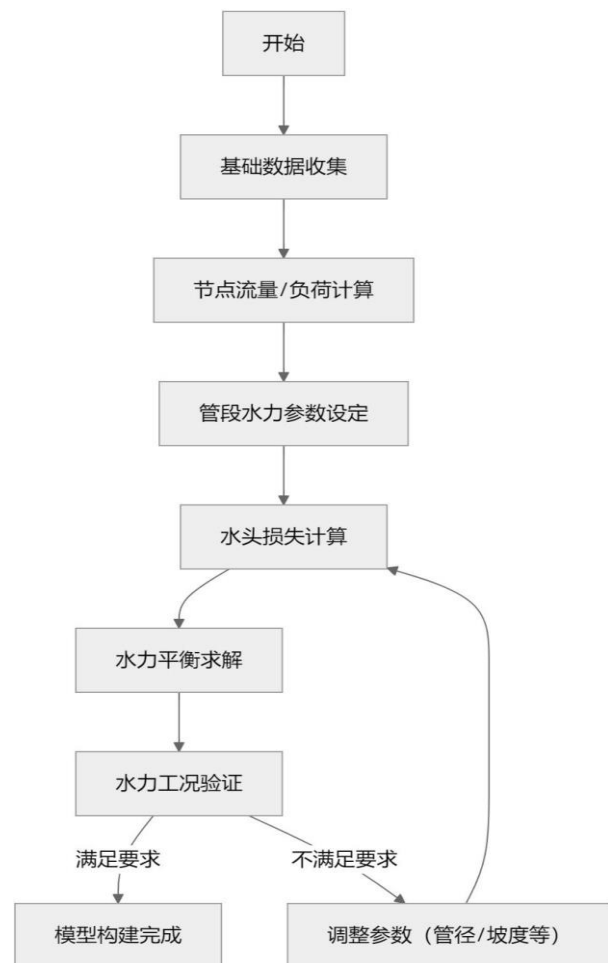 开始
基础数据收集
节点流量/负荷计算
管段水力参数设定
水头损失计算
水力平衡求解
水力工况验证
满足要求
不满足要求
模型构建完成
调整参数（管径/坡度等）